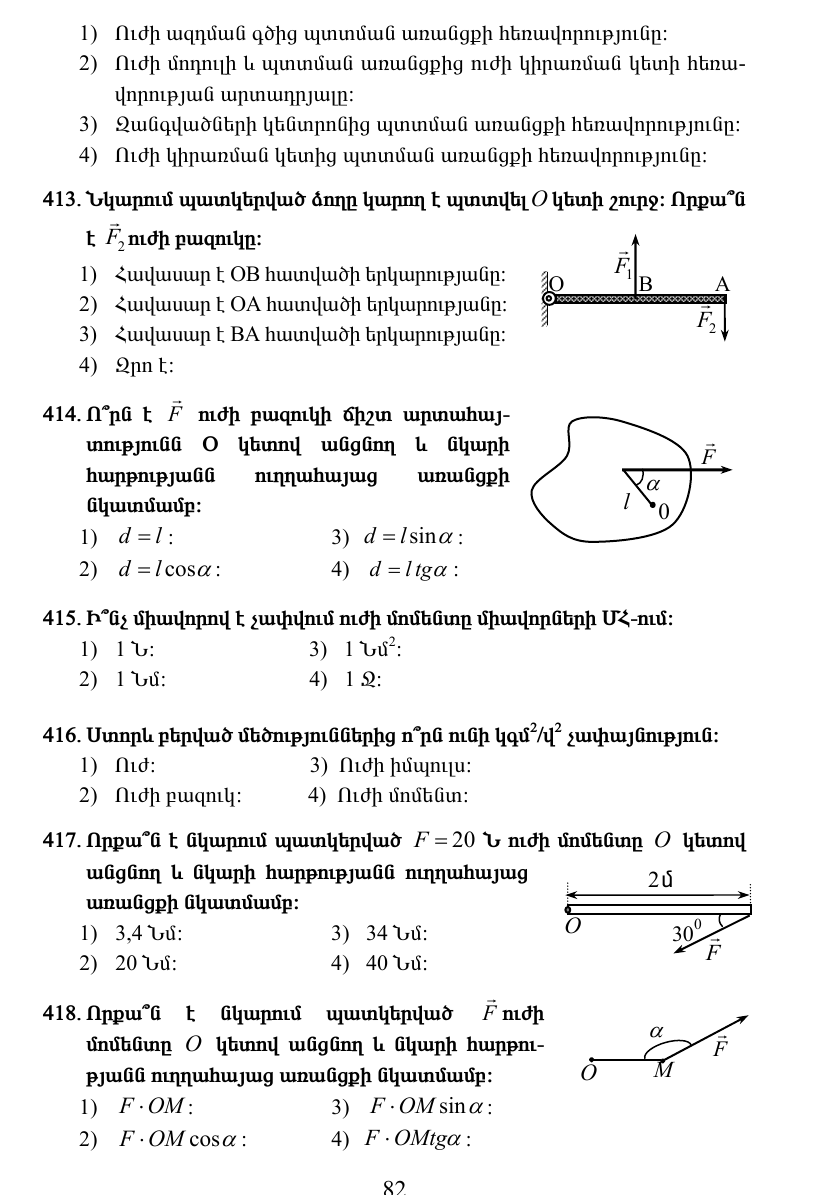 1) Ուժի ազդման գծից պտտման առանցքի հեռավորությունը:
2) Ուժի մոդուլի և պտտման առանցքից ուժի կիրառման կետի հեռա-
վորության արտադրյալը:
3) Զանգվածների կենտրոնից պտտման առանցքի հեռավորությունը:
4) Ուժի կիրառման կետից պտտման առանցքի հեռավորությունը:
413. Նկարում պատկերված ձողը կարող է պտտվել O կետի շուրջ: Որքա՞ն
է F⃗₂ ուժի բազուկը:
1) Հավասար է OB հատվածի երկարությանը:
2) Հավասար է OA հատվածի երկարությանը:
3) Հավասար է BA հատվածի երկարությանը:
4) Զրո է:
O F⃗₁ B A F⃗₂
414. Ո՞րն է F⃗ ուժի բազուկի ճիշտ արտահայ-
տությունն O կետով անցնող և նկարի
հարթությանն ուղղահայաց առանցքի
նկատմամբ:
1) d = l : 3) d = l sin α :
2) d = l cos α : 4) d = l tgα :
F⃗ α l 0
415. Ի՞նչ միավորով է չափվում ուժի մոմենտը միավորների ՄՀ-ում:
1) 1 Ն: 3) 1 Նմ²:
2) 1 Նմ: 4) 1 Ջ:
416. Ստորև բերված մեծություններից ո՞րն ունի կգմ²/վ² չափայնություն:
1) Ուժ: 3) Ուժի իմպուլս:
2) Ուժի բազուկ: 4) Ուժի մոմենտ:
417. Որքա՞ն է նկարում պատկերված F = 20 Ն ուժի մոմենտը O կետով
անցնող և նկարի հարթությանն ուղղահայաց
առանցքի նկատմամբ:
1) 3,4 Նմ: 3) 34 Նմ:
2) 20 Նմ: 4) 40 Նմ:
2մ
O 30⁰ F⃗
418. Որքա՞ն է նկարում պատկերված F⃗ ուժի
մոմենտը O կետով անցնող և նկարի հարթու-
թյանն ուղղահայաց առանցքի նկատմամբ:
1) F · OM : 3) F · OM sin α :
2) F · OM cos α : 4) F · OMtgα :
α F⃗ O M
82